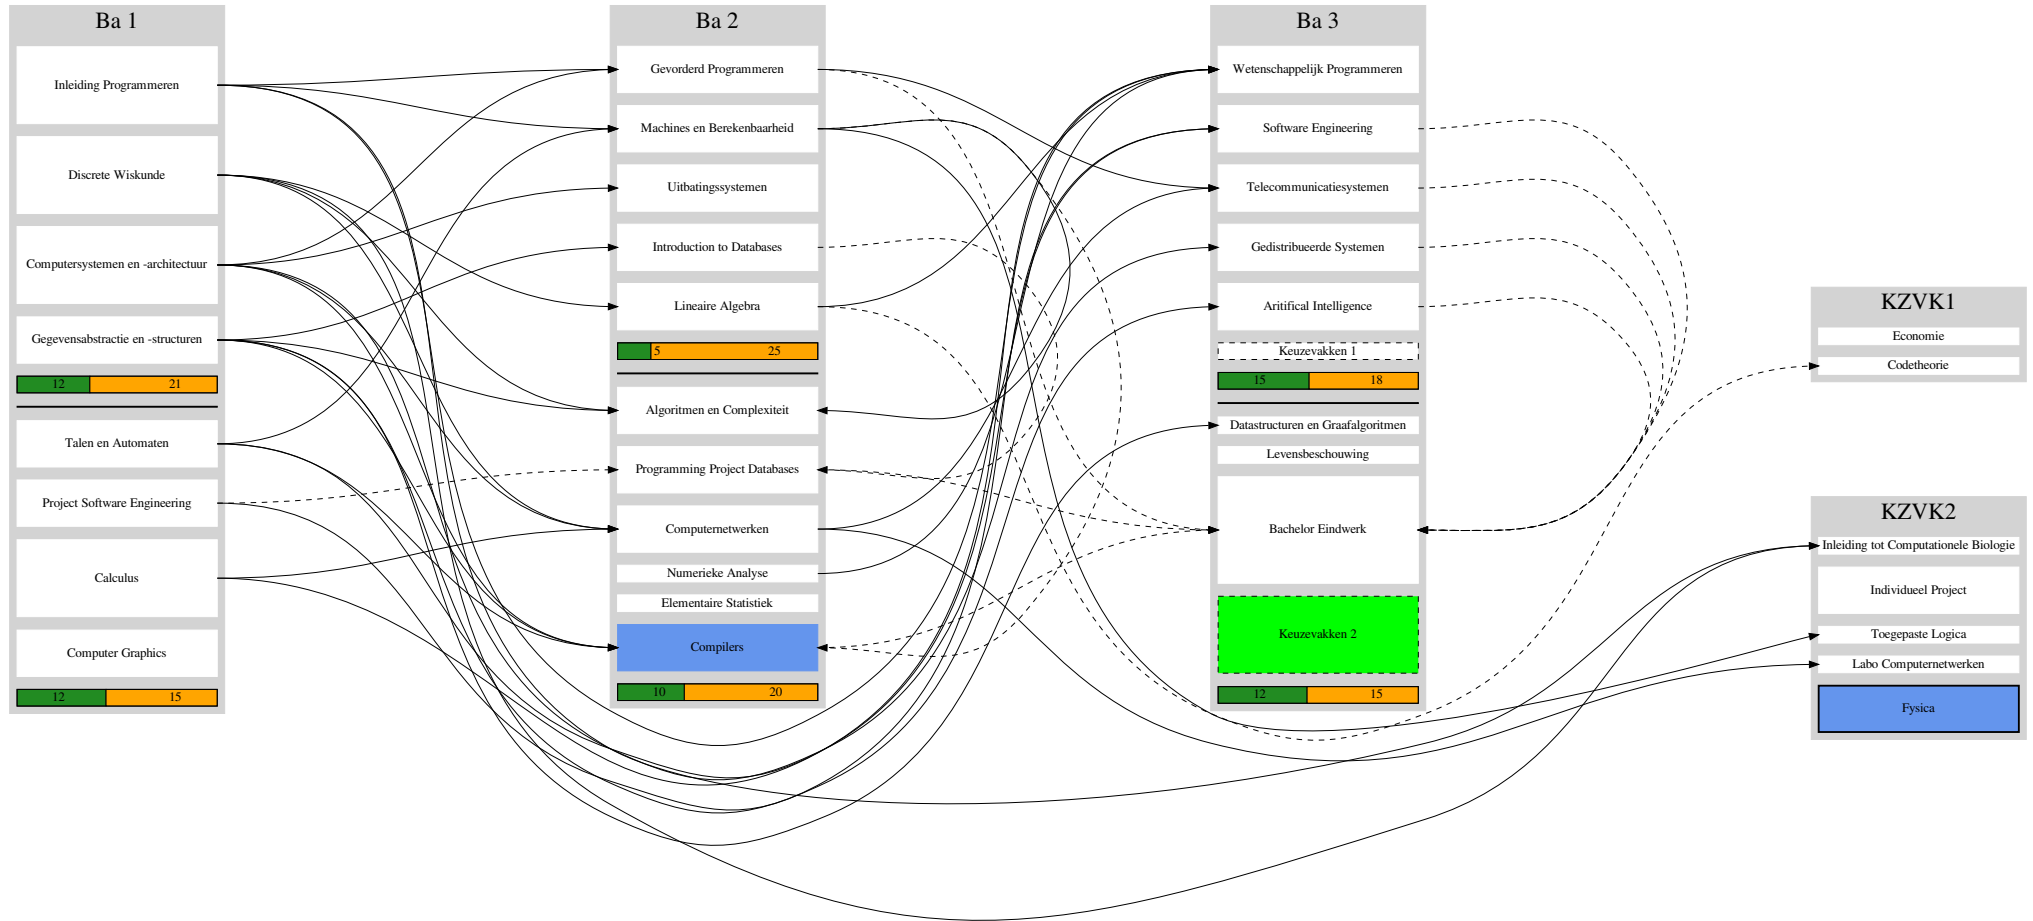 Ba 1
Inleiding Programmeren
Discrete Wiskunde
Computersystemen en -architectuur
Gegevensabstractie en -structuren
12 21
Talen en Automaten
Project Software Engineering
Calculus
Computer Graphics
12 15
Ba 2
Gevorderd Programmeren
Machines en Berekenbaarheid
Uitbatingssystemen
Introduction to Databases
Lineaire Algebra
5 25
Algoritmen en Complexiteit
Programming Project Databases
Computernetwerken
Numerieke Analyse
Elementaire Statistiek
Compilers
10 20
Ba 3
Wetenschappelijk Programmeren
Software Engineering
Telecommunicatiesystemen
Gedistribueerde Systemen
Aritifical Intelligence
Keuzevakken 1
15 18
Datastructuren en Graafalgoritmen
Levensbeschouwing
Bachelor Eindwerk
Keuzevakken 2
12 15
KZVK1
Economie
Codetheorie
KZVK2
Inleiding tot Computationele Biologie
Individueel Project
Toegepaste Logica
Labo Computernetwerken
Fysica